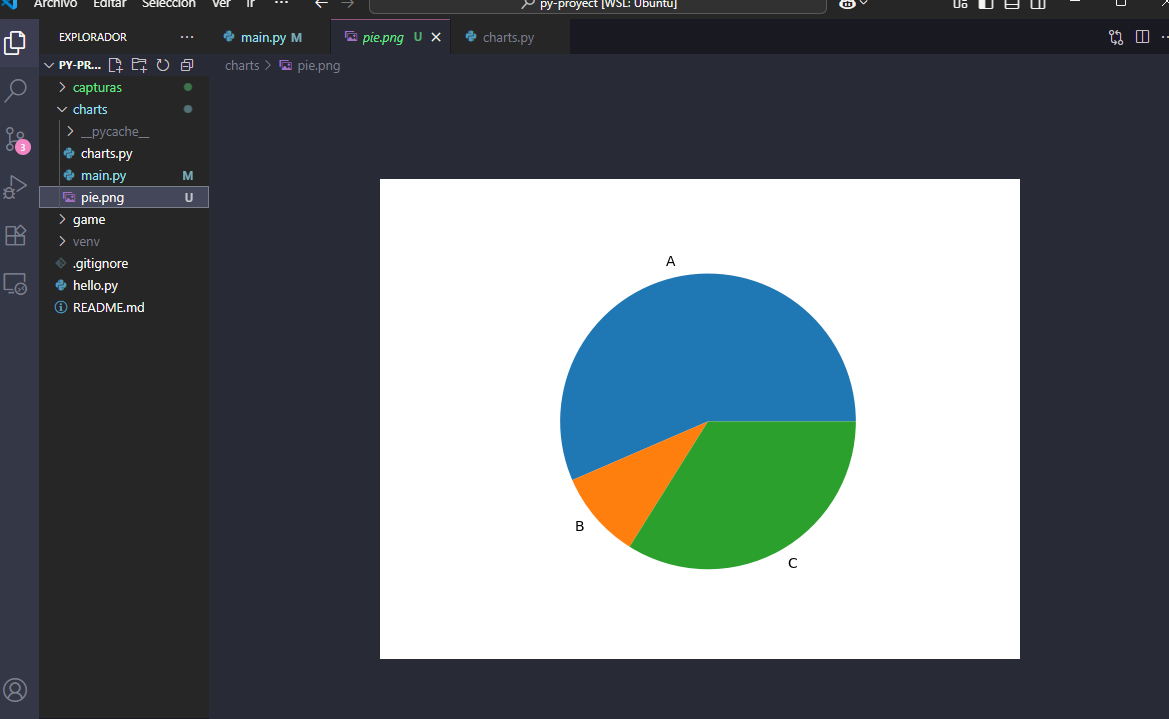 Archivo Editar Selección Ver Ir ··· py-proyect [WSL: Ubuntu]
EXPLORADOR ···
main.py M pie.png U charts.py
PY-PR...
charts > pie.png
capturas
charts
__pycache__
charts.py
main.py M
pie.png U
game
venv
.gitignore
hello.py
README.md
3
A
B
C